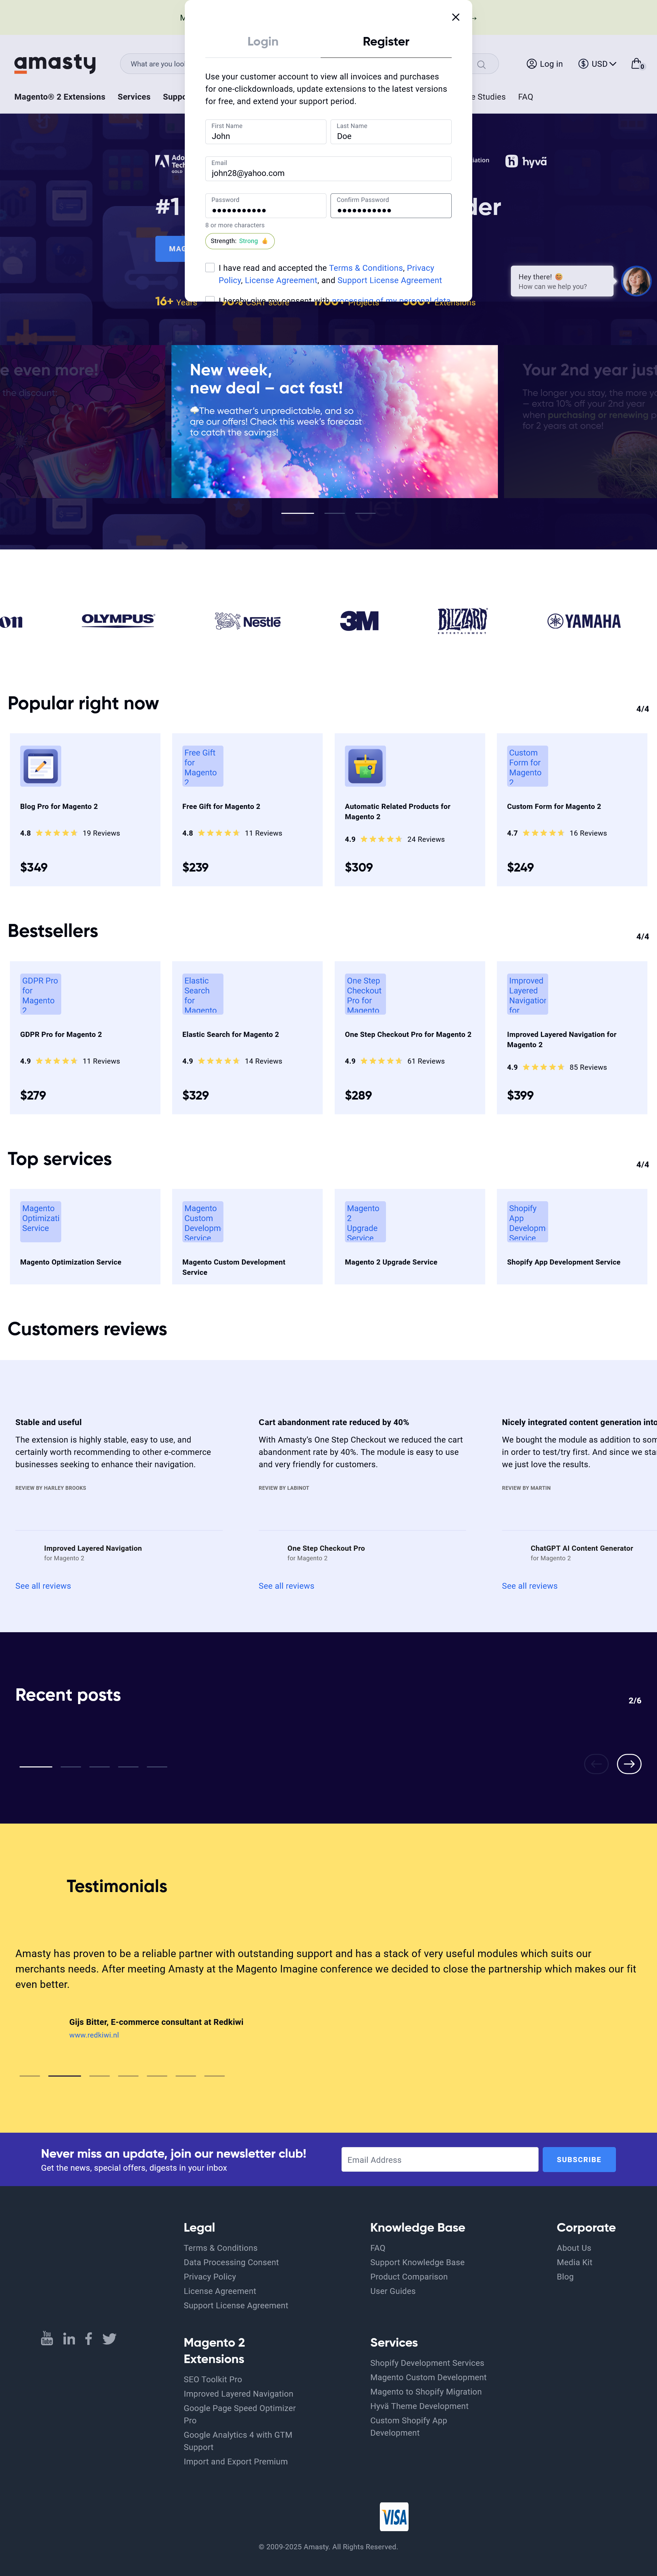 M
→
amasty
What are you loo
Log in
USD
0
Magento® 2 Extensions
Services
Suppo
e Studies
FAQ
Login
Register
Use your customer account to view all invoices and purchases
for one-clickdownloads, update extensions to the latest versions
for free, and extend your support period.
First Name
John
Last Name
Doe
Email
john28@yahoo.com
Password
●●●●●●●●●●●
Confirm Password
●●●●●●●●●●●
8 or more characters
Strength: Strong 🔥
I have read and accepted the Terms & Conditions, Privacy
Policy, License Agreement, and Support License Agreement
I hereby give my consent with processing of my personal data
Ado
Tech
GOLD
iation
hyvä
#1
der
MAG
16+ Years
90% CSAT score
1900+ Projects
300+ Extensions
Hey there! 🍪
How can we help you?
e even more!
the discount.
New week,
new deal – act fast!
🌩The weather's unpredictable, and so
are our offers! Check this week's forecast
to catch the savings!
Your 2nd year just
The longer you stay, the more y
— extra 10% off your 2nd year
when purchasing or renewing p
for 2 years at once!
on
OLYMPUS
Nestlé
3M
BLIZZARD
ENTERTAINMENT
YAMAHA
Popular right now
4/4
Free Gift
for
Magento
2
Custom
Form for
Magento
2
Blog Pro for Magento 2
Free Gift for Magento 2
Automatic Related Products for
Magento 2
Custom Form for Magento 2
4.8 19 Reviews
4.8 11 Reviews
4.9 24 Reviews
4.7 16 Reviews
$349
$239
$309
$249
Bestsellers
4/4
GDPR Pro
for
Magento
2
Elastic
Search
for
Magento
One Step
Checkout
Pro for
Magento
Improved
Layered
Navigation
for
GDPR Pro for Magento 2
Elastic Search for Magento 2
One Step Checkout Pro for Magento 2
Improved Layered Navigation for
Magento 2
4.9 11 Reviews
4.9 14 Reviews
4.9 61 Reviews
4.9 85 Reviews
$279
$329
$289
$399
Top services
4/4
Magento
Optimizati
Service
Magento
Custom
Developm
Service
Magento
2
Upgrade
Service
Shopify
App
Developm
Service
Magento Optimization Service
Magento Custom Development
Service
Magento 2 Upgrade Service
Shopify App Development Service
Customers reviews
Stable and useful
The extension is highly stable, easy to use, and
certainly worth recommending to other e-commerce
businesses seeking to enhance their navigation.
REVIEW BY HARLEY BROOKS
Improved Layered Navigation
for Magento 2
See all reviews
Cart abandonment rate reduced by 40%
With Amasty's One Step Checkout we reduced the cart
abandonment rate by 40%. The module is easy to use
and very friendly for customers.
REVIEW BY LABINOT
One Step Checkout Pro
for Magento 2
See all reviews
Nicely integrated content generation into
We bought the module as addition to som
in order to test/try first. And since we sta
we just love the results.
REVIEW BY MARTIN
ChatGPT AI Content Generator
for Magento 2
See all reviews
Recent posts
2/6
Testimonials
Amasty has proven to be a reliable partner with outstanding support and has a stack of very useful modules which suits our
merchants needs. After meeting Amasty at the Magento Imagine conference we decided to close the partnership which makes our fit
even better.
Gijs Bitter, E-commerce consultant at Redkiwi
www.redkiwi.nl
Never miss an update, join our newsletter club!
Get the news, special offers, digests in your inbox
Email Address
SUBSCRIBE
Legal
Terms & Conditions
Data Processing Consent
Privacy Policy
License Agreement
Support License Agreement
Knowledge Base
FAQ
Support Knowledge Base
Product Comparison
User Guides
Corporate
About Us
Media Kit
Blog
You
Tube
in
f
Magento 2
Extensions
SEO Toolkit Pro
Improved Layered Navigation
Google Page Speed Optimizer
Pro
Google Analytics 4 with GTM
Support
Import and Export Premium
Services
Shopify Development Services
Magento Custom Development
Magento to Shopify Migration
Hyvä Theme Development
Custom Shopify App
Development
VISA
© 2009-2025 Amasty. All Rights Reserved.